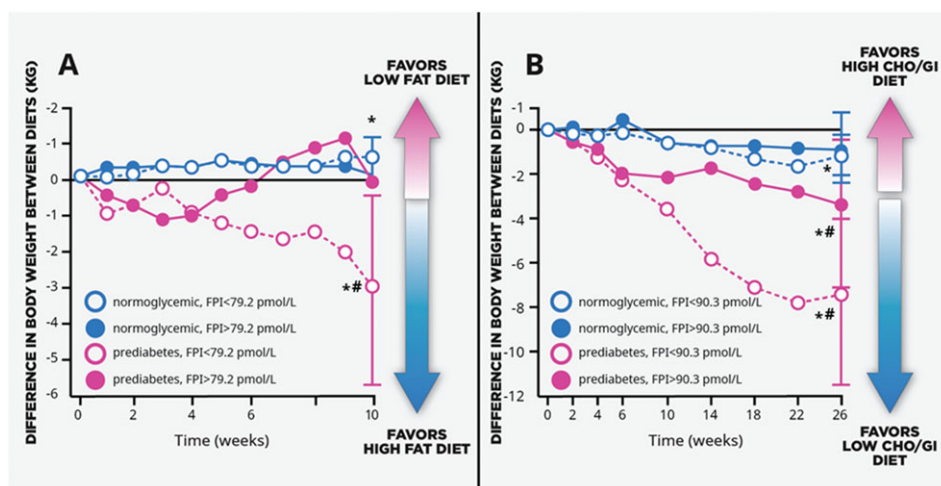 A
DIFFERENCE IN BODY WEIGHT BETWEEN DIETS (KG)
-2
-1
0
-1
-2
-3
-4
-5
-6
*
*#
normoglycemic, FPI<79.2 pmol/L
normoglycemic, FPI>79.2 pmol/L
prediabetes, FPI<79.2 pmol/L
prediabetes, FPI>79.2 pmol/L
0
2
4
6
10
Time (weeks)
FAVORS
LOW FAT DIET
FAVORS
HIGH FAT DIET
B
DIFFERENCE IN BODY WEIGHT BETWEEN DIETS (KG)
-1
0
-2
-4
-6
-8
-10
-12
*
*#
*#
normoglycemic, FPI<90.3 pmol/L
normoglycemic, FPI>90.3 pmol/L
prediabetes, FPI<90.3 pmol/L
prediabetes, FPI>90.3 pmol/L
0
2
4
6
10
14
18
22
26
Time (weeks)
FAVORS
HIGH CHO/GI
DIET
FAVORS
LOW CHO/GI
DIET